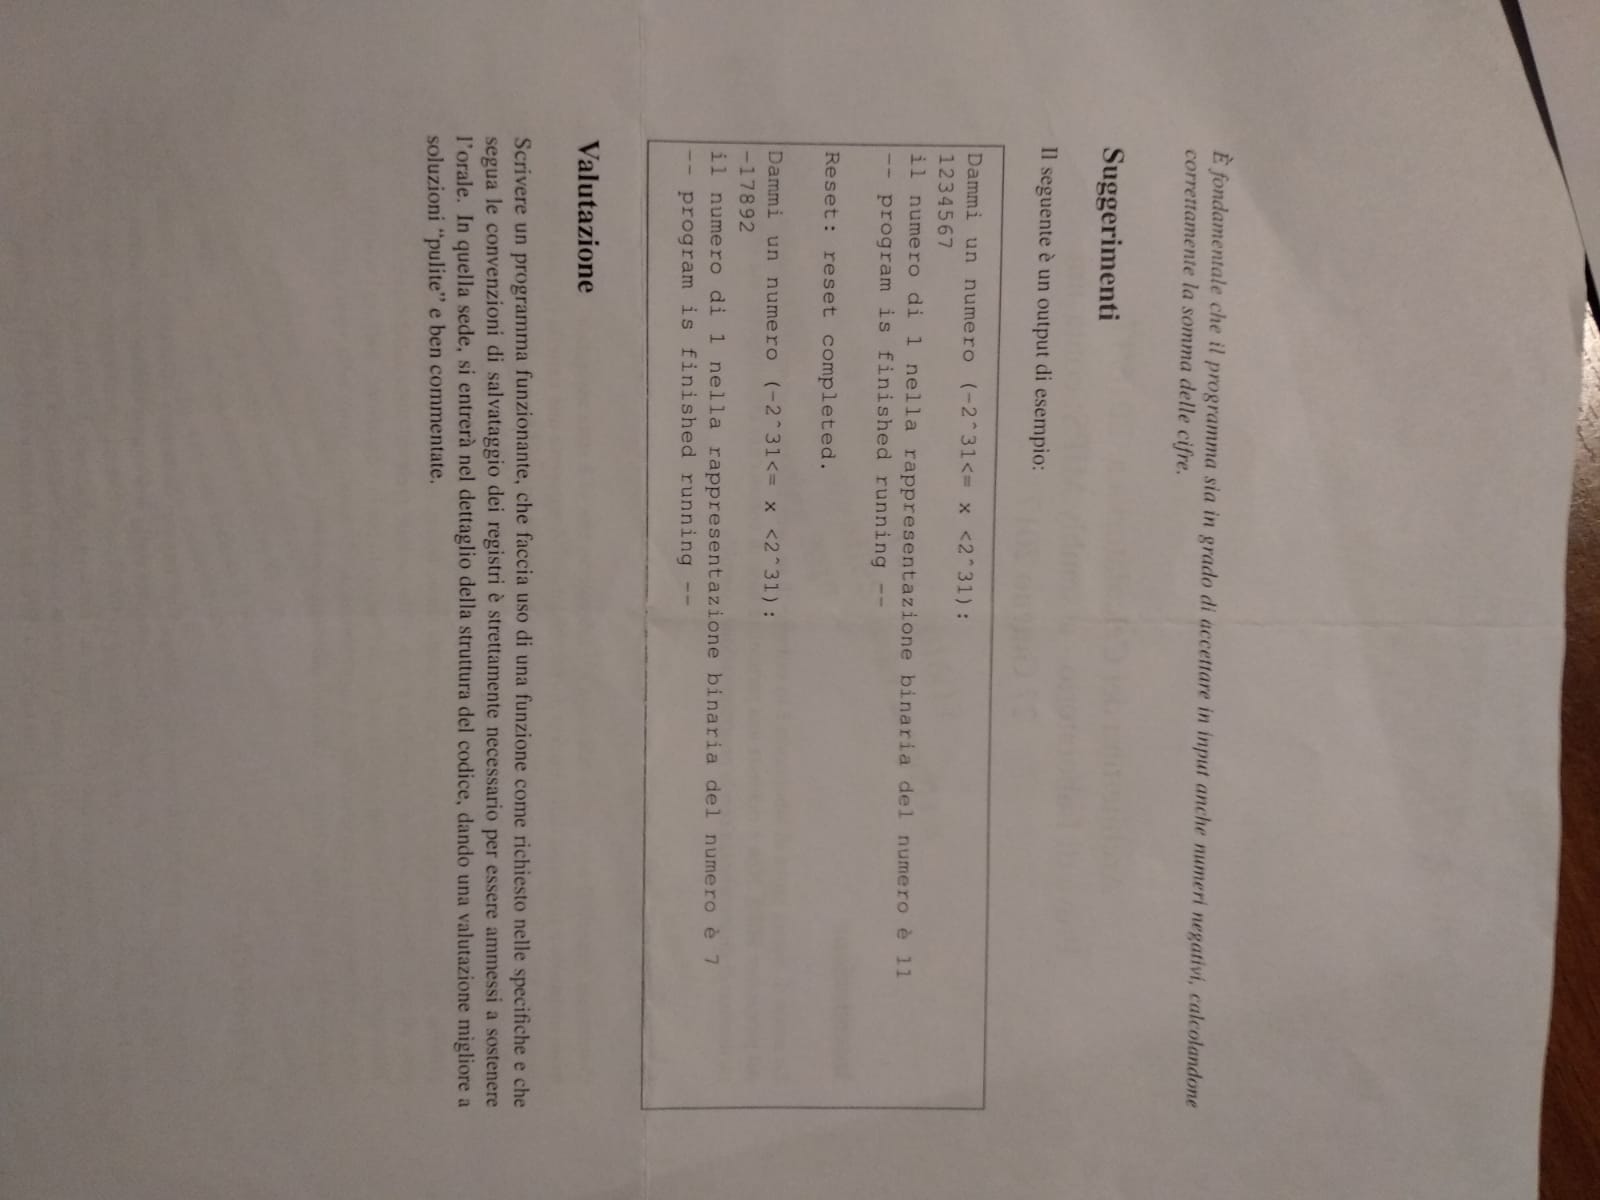 È fondamentale che il programma sia in grado di accettare in input anche numeri negativi, calcolandone
correttamente la somma delle cifre.
Suggerimenti
Il seguente è un output di esempio:
Dammi un numero (-2^31<= x <2^31):
1234567
il numero di 1 nella rappresentazione binaria del numero è 11
-- program is finished running --
Reset: reset completed.
Dammi un numero (-2^31<= x <2^31):
-17892
il numero di 1 nella rappresentazione binaria del numero è 7
-- program is finished running --
Valutazione
Scrivere un programma funzionante, che faccia uso di una funzione come richiesto nelle specifiche e che
segua le convenzioni di salvataggio dei registri è strettamente necessario per essere ammessi a sostenere
l'orale. In quella sede, si entrerà nel dettaglio della struttura del codice, dando una valutazione migliore a
soluzioni “pulite” e ben commentate.